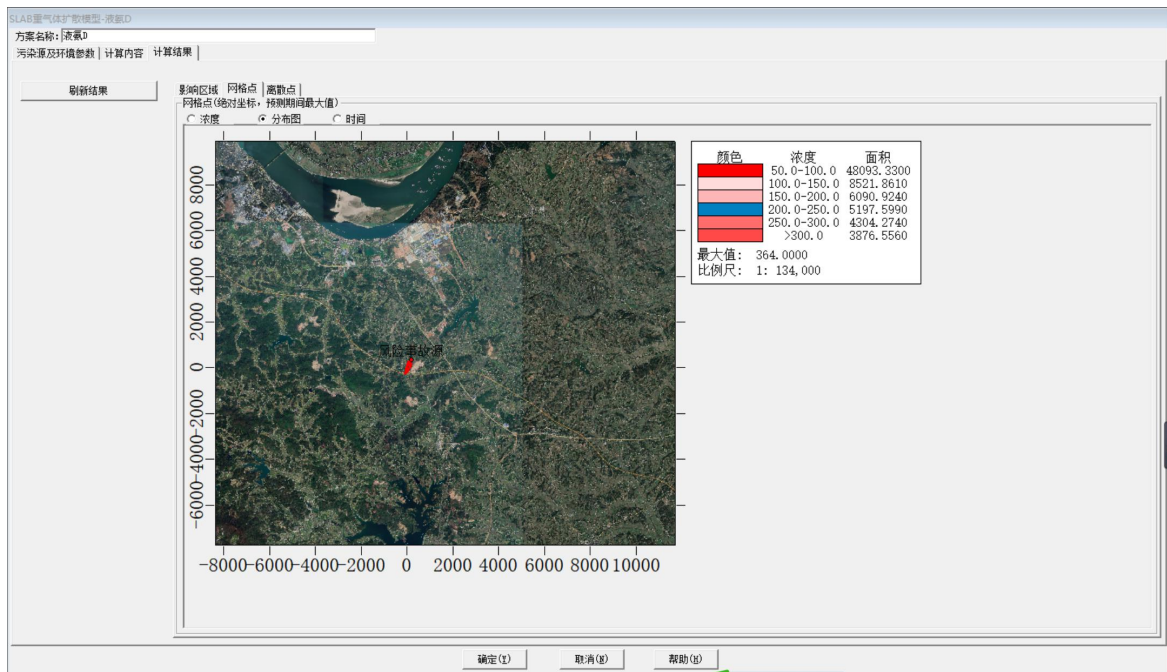 SLAB重气体扩散模型-液氨D
方案名称: 液氨D
污染源及环境参数 计算内容 计算结果
刷新结果
影响区域 网格点 离散点
网格点(绝对坐标, 预测期间最大值)
浓度 分布图 时间
颜色 浓度 面积
50.0-100.0 48093.3300
100.0-150.0 8521.8610
150.0-200.0 6090.9240
200.0-250.0 5197.5990
250.0-300.0 4304.2740
>300.0 3876.5560
最大值: 364.0000
比例尺: 1: 134,000
8000
6000
4000
2000
风险事故源
0
-2000
-4000
-6000
-8000 -6000 -4000 -2000 0 2000 4000 6000 8000 10000
确定(Y) 取消(N) 帮助(H)